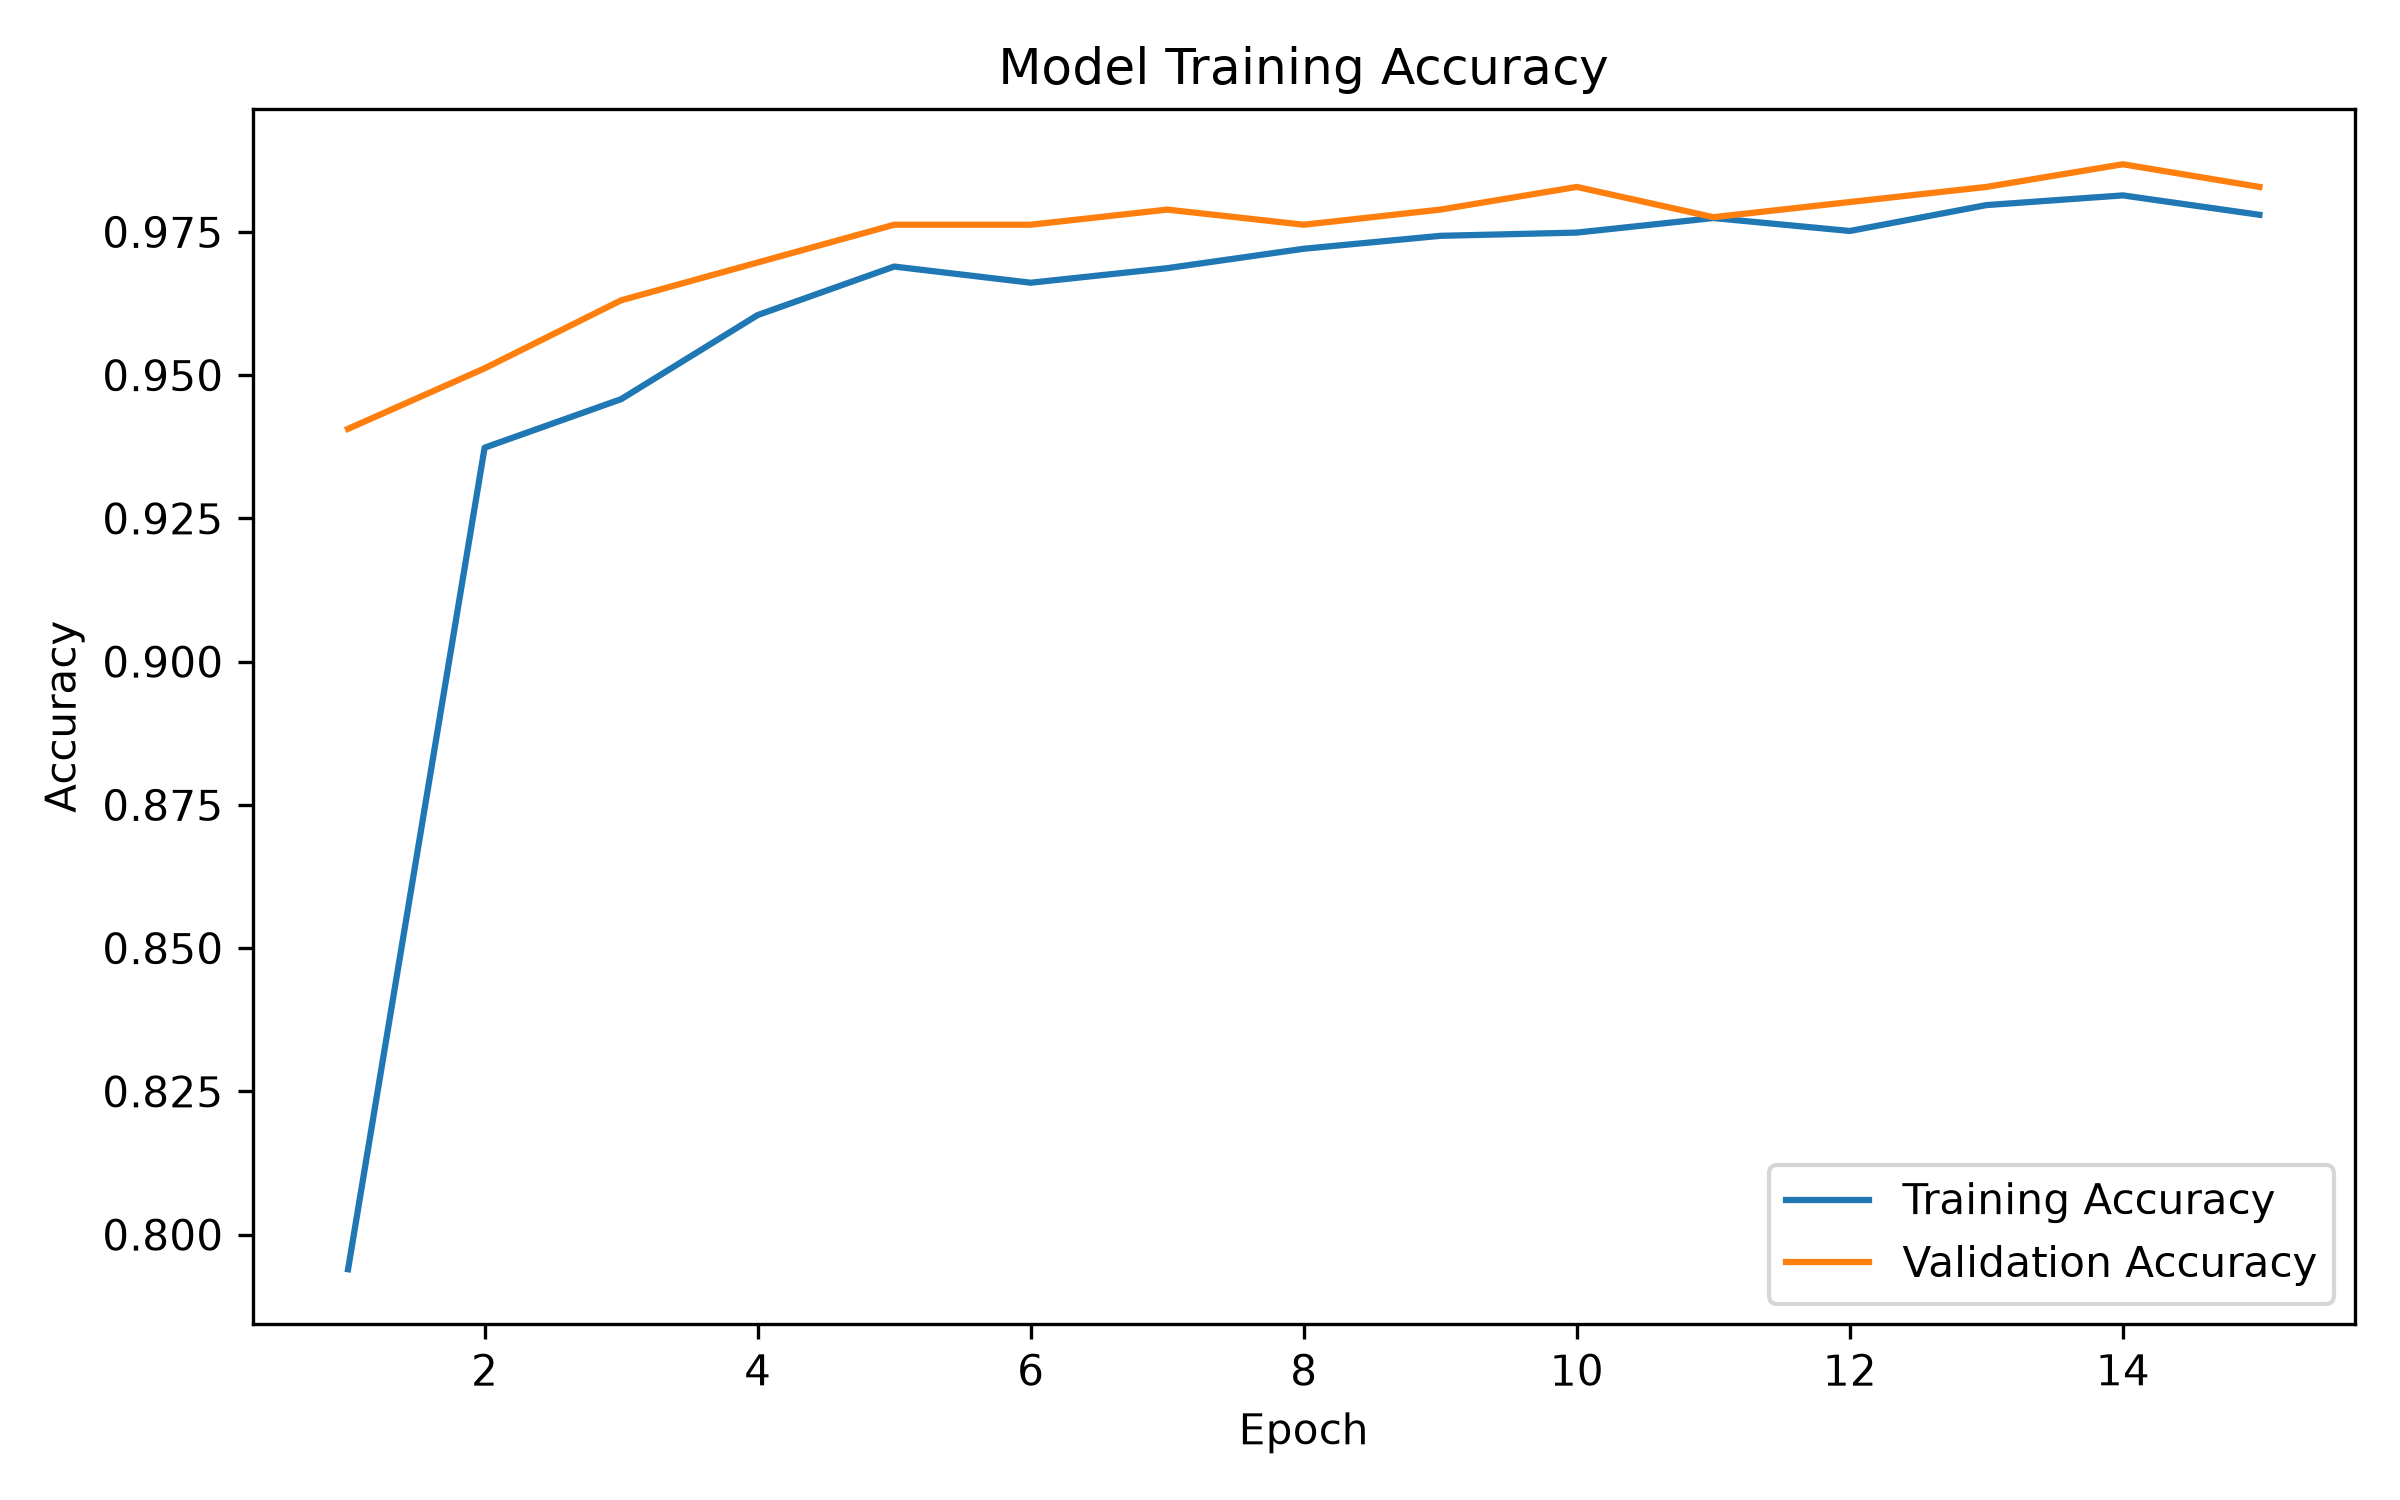 Model Training Accuracy
0.975
0.950
0.925
0.900
0.875
0.850
0.825
0.800
Accuracy
Training Accuracy
Validation Accuracy
2 4 6 8 10 12 14
Epoch